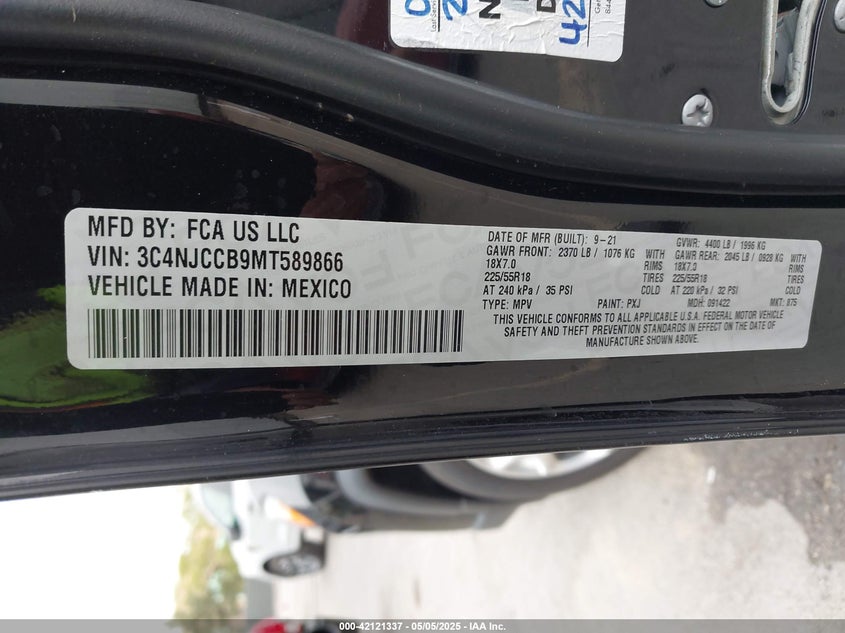 42
MFD BY: FCA US LLC
VIN: 3C4NJCCB9MT589866
VEHICLE MADE IN: MEXICO
DATE OF MFR (BUILT): 9-21 GVWR: 4400 LB / 1996 KG
GAWR FRONT: 2370 LB / 1076 KG WITH GAWR REAR: 2045 LB / 0928 KG WITH
18X7.0 RIMS 18X7.0 RIMS
225/55R18 TIRES 225/55R18 TIRES
AT 240 kPa / 35 PSI COLD AT 220 kPa / 32 PSI COLD
TYPE: MPV PAINT: PXJ MDH: 091422 MKT: 875
THIS VEHICLE CONFORMS TO ALL APPLICABLE U.S.A. FEDERAL MOTOR VEHICLE
SAFETY AND THEFT PREVENTION STANDARDS IN EFFECT ON THE DATE OF
MANUFACTURE SHOWN ABOVE.
000-42121337 - 05/05/2025 - IAA Inc.